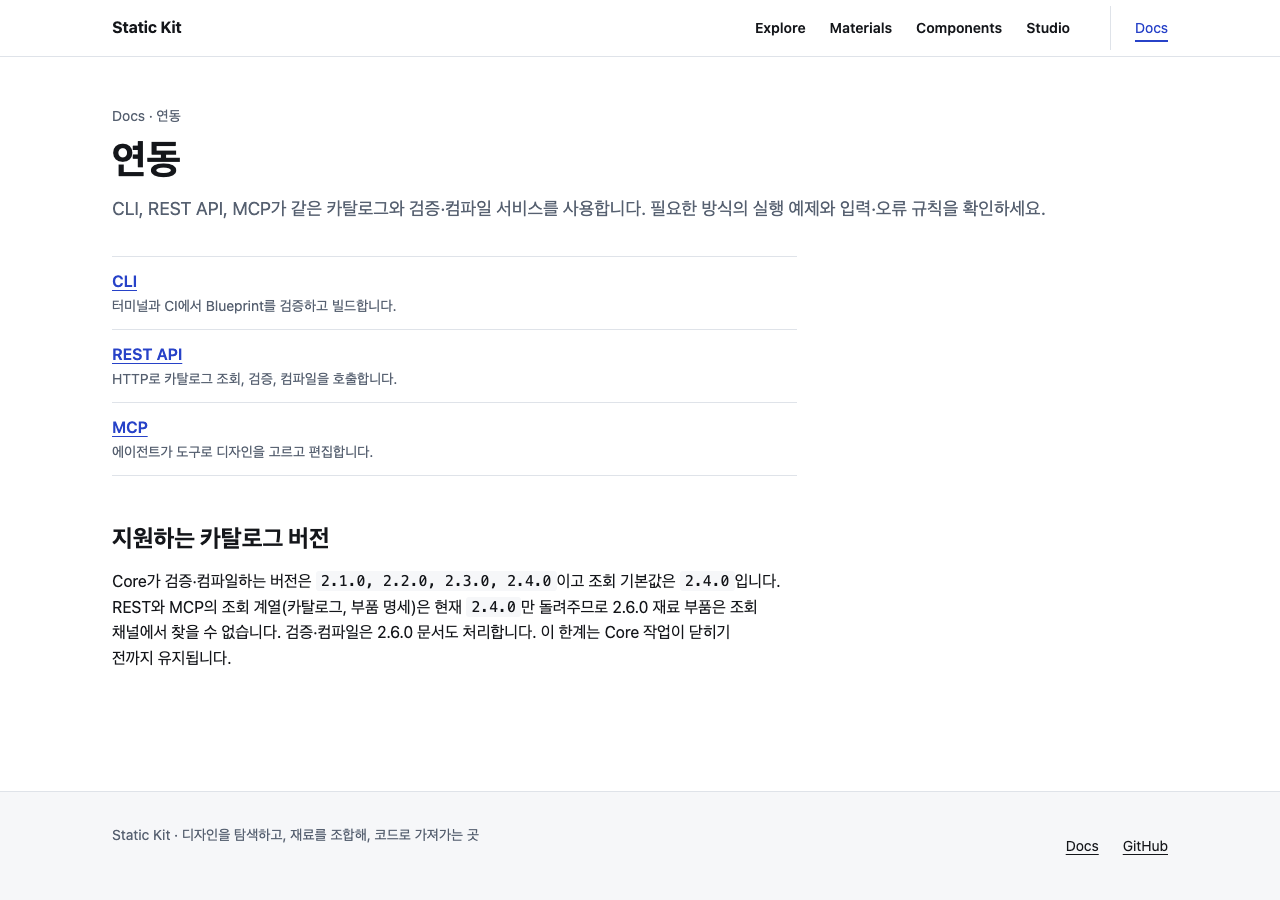 Static Kit
Explore Materials Components Studio Docs
Docs · 연동
연동
CLI, REST API, MCP가 같은 카탈로그와 검증·컴파일 서비스를 사용합니다. 필요한 방식의 실행 예제와 입력·오류 규칙을 확인하세요.
CLI
터미널과 CI에서 Blueprint를 검증하고 빌드합니다.
REST API
HTTP로 카탈로그 조회, 검증, 컴파일을 호출합니다.
MCP
에이전트가 도구로 디자인을 고르고 편집합니다.
지원하는 카탈로그 버전
Core가 검증·컴파일하는 버전은 2.1.0, 2.2.0, 2.3.0, 2.4.0이고 조회 기본값은 2.4.0입니다.
REST와 MCP의 조회 계열(카탈로그, 부품 명세)은 현재 2.4.0만 돌려주므로 2.6.0 재료 부품은 조회
채널에서 찾을 수 없습니다. 검증·컴파일은 2.6.0 문서도 처리합니다. 이 한계는 Core 작업이 닫히기
전까지 유지됩니다.
Static Kit · 디자인을 탐색하고, 재료를 조합해, 코드로 가져가는 곳
Docs GitHub